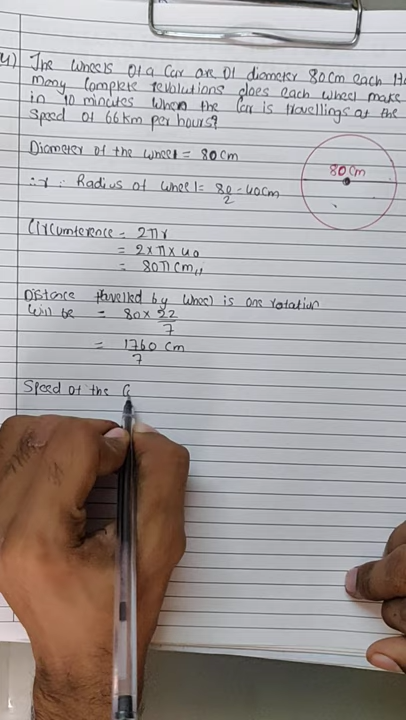 4) The wheels of a car are of diameter 80cm each
many complete revolutions does each wheel make
in 10 minutes when the car is travellings at the
speed of 66km per hours?
Diameter of the wheel = 80cm
80cm
∴ r : Radius of wheel = 80/2 = 40cm
Circumference = 2πr
= 2×π×40
= 80π cm,,
Distance travelled by wheel is one rotation
will be = 80× 22/7
= 1760/7 cm
Speed of the